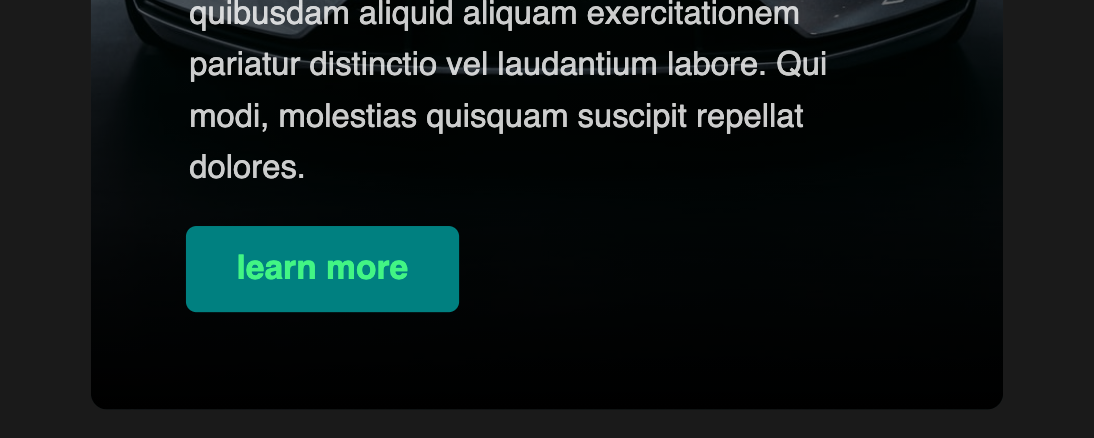 quibusdam aliquid aliquam exercitationem
pariatur distinctio vel laudantium labore. Qui
modi, molestias quisquam suscipit repellat
dolores.
learn more